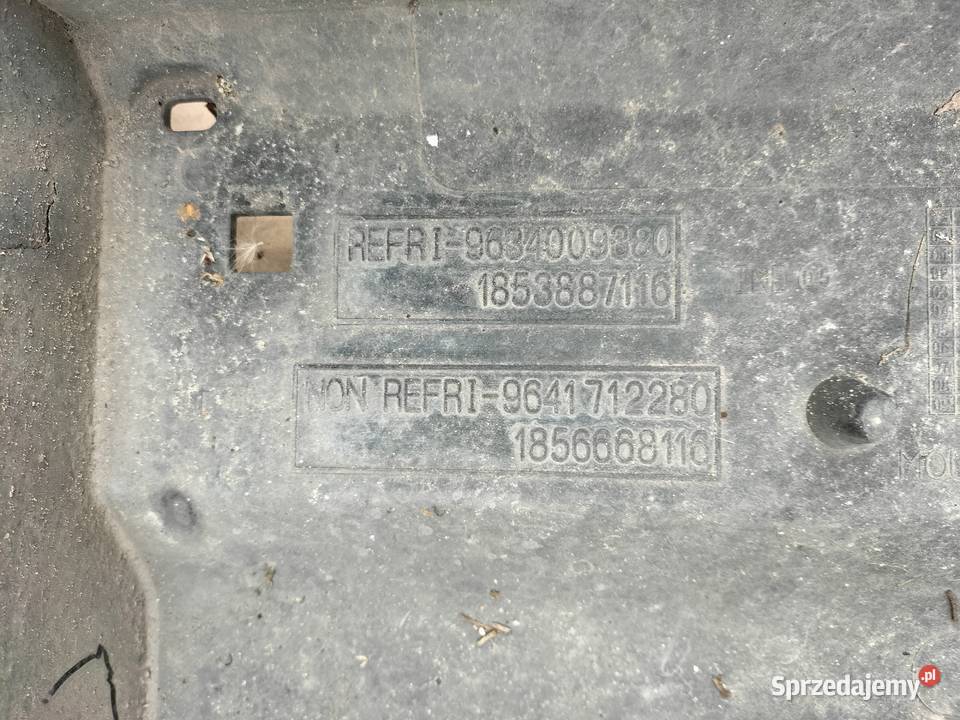 REFRI-9634009380
1853887116
NON REFRI-9641712280
1856668116
Sprzedajemy.pl